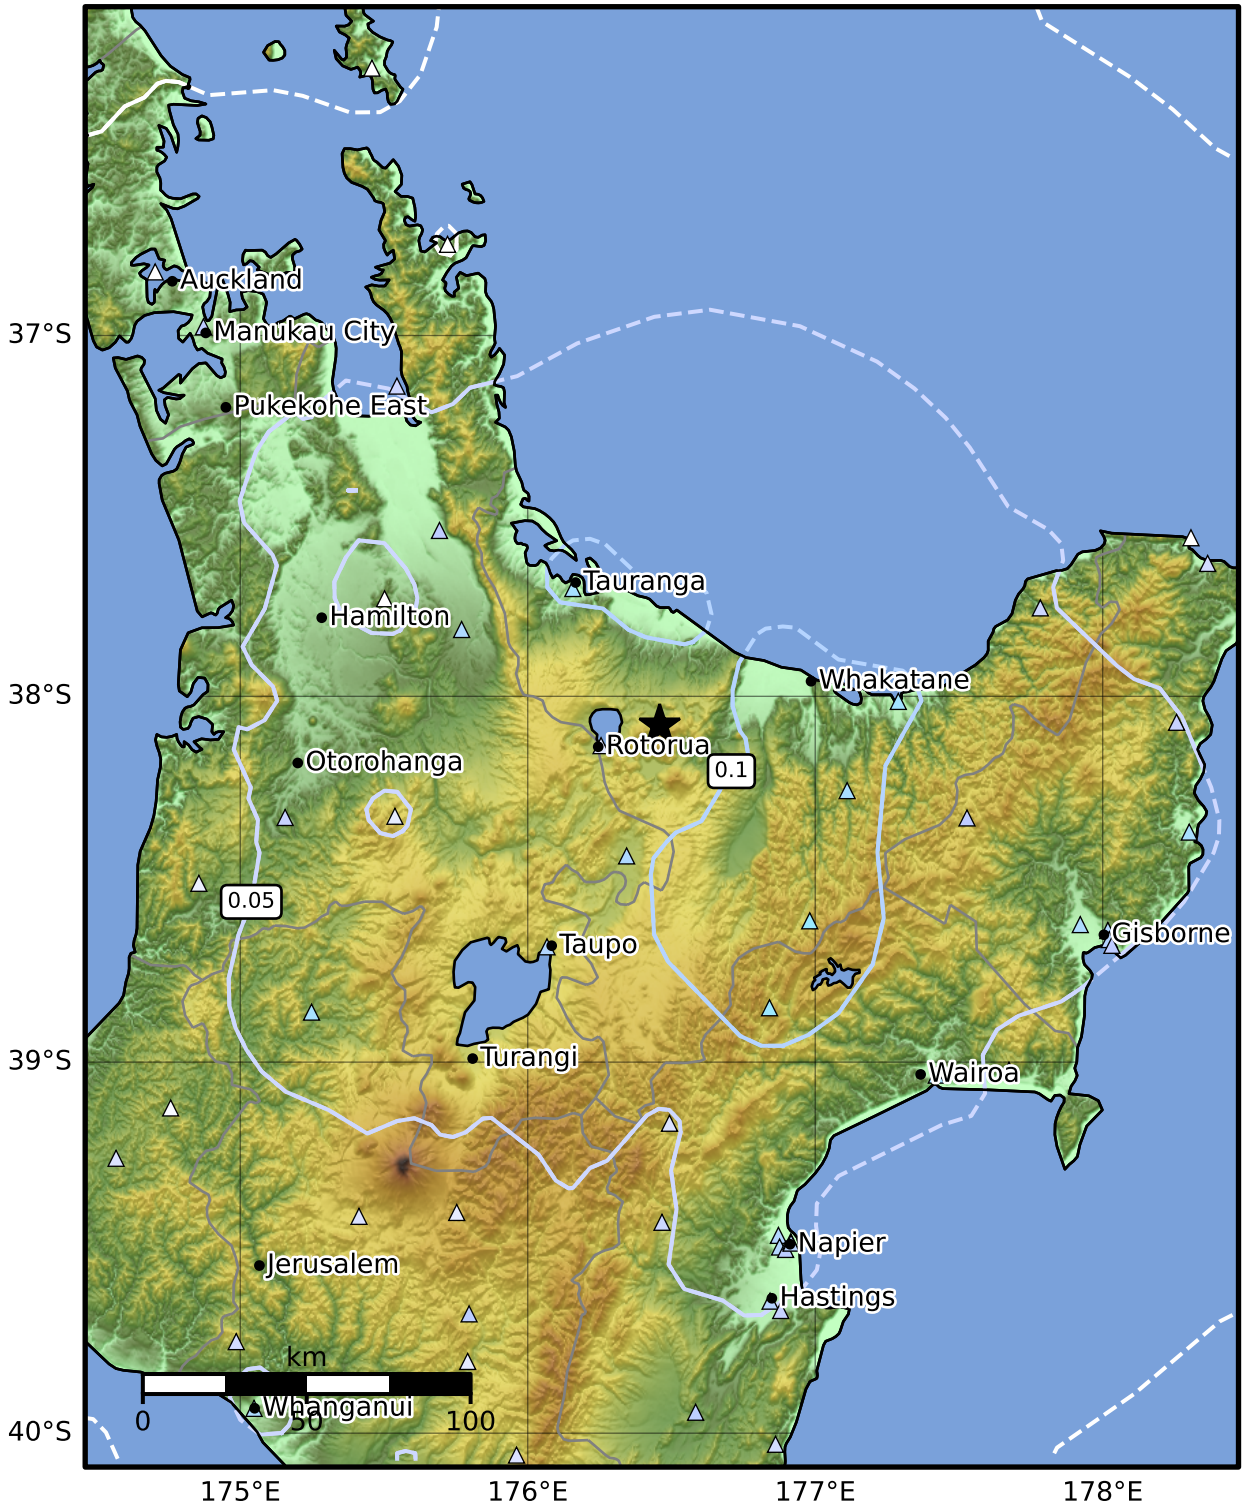 Auckland
37°S
Manukau City
Pukekohe East
Tauranga
Hamilton
Whakatane
38°S
Rotorua
Otorohanga
0.1
0.05
Gisborne
Taupo
Turangi
39°S
Wairoa
Napier
Jerusalem
Hastings
km
Whanganui
0
50
100
40°S
175°E
176°E
177°E
178°E